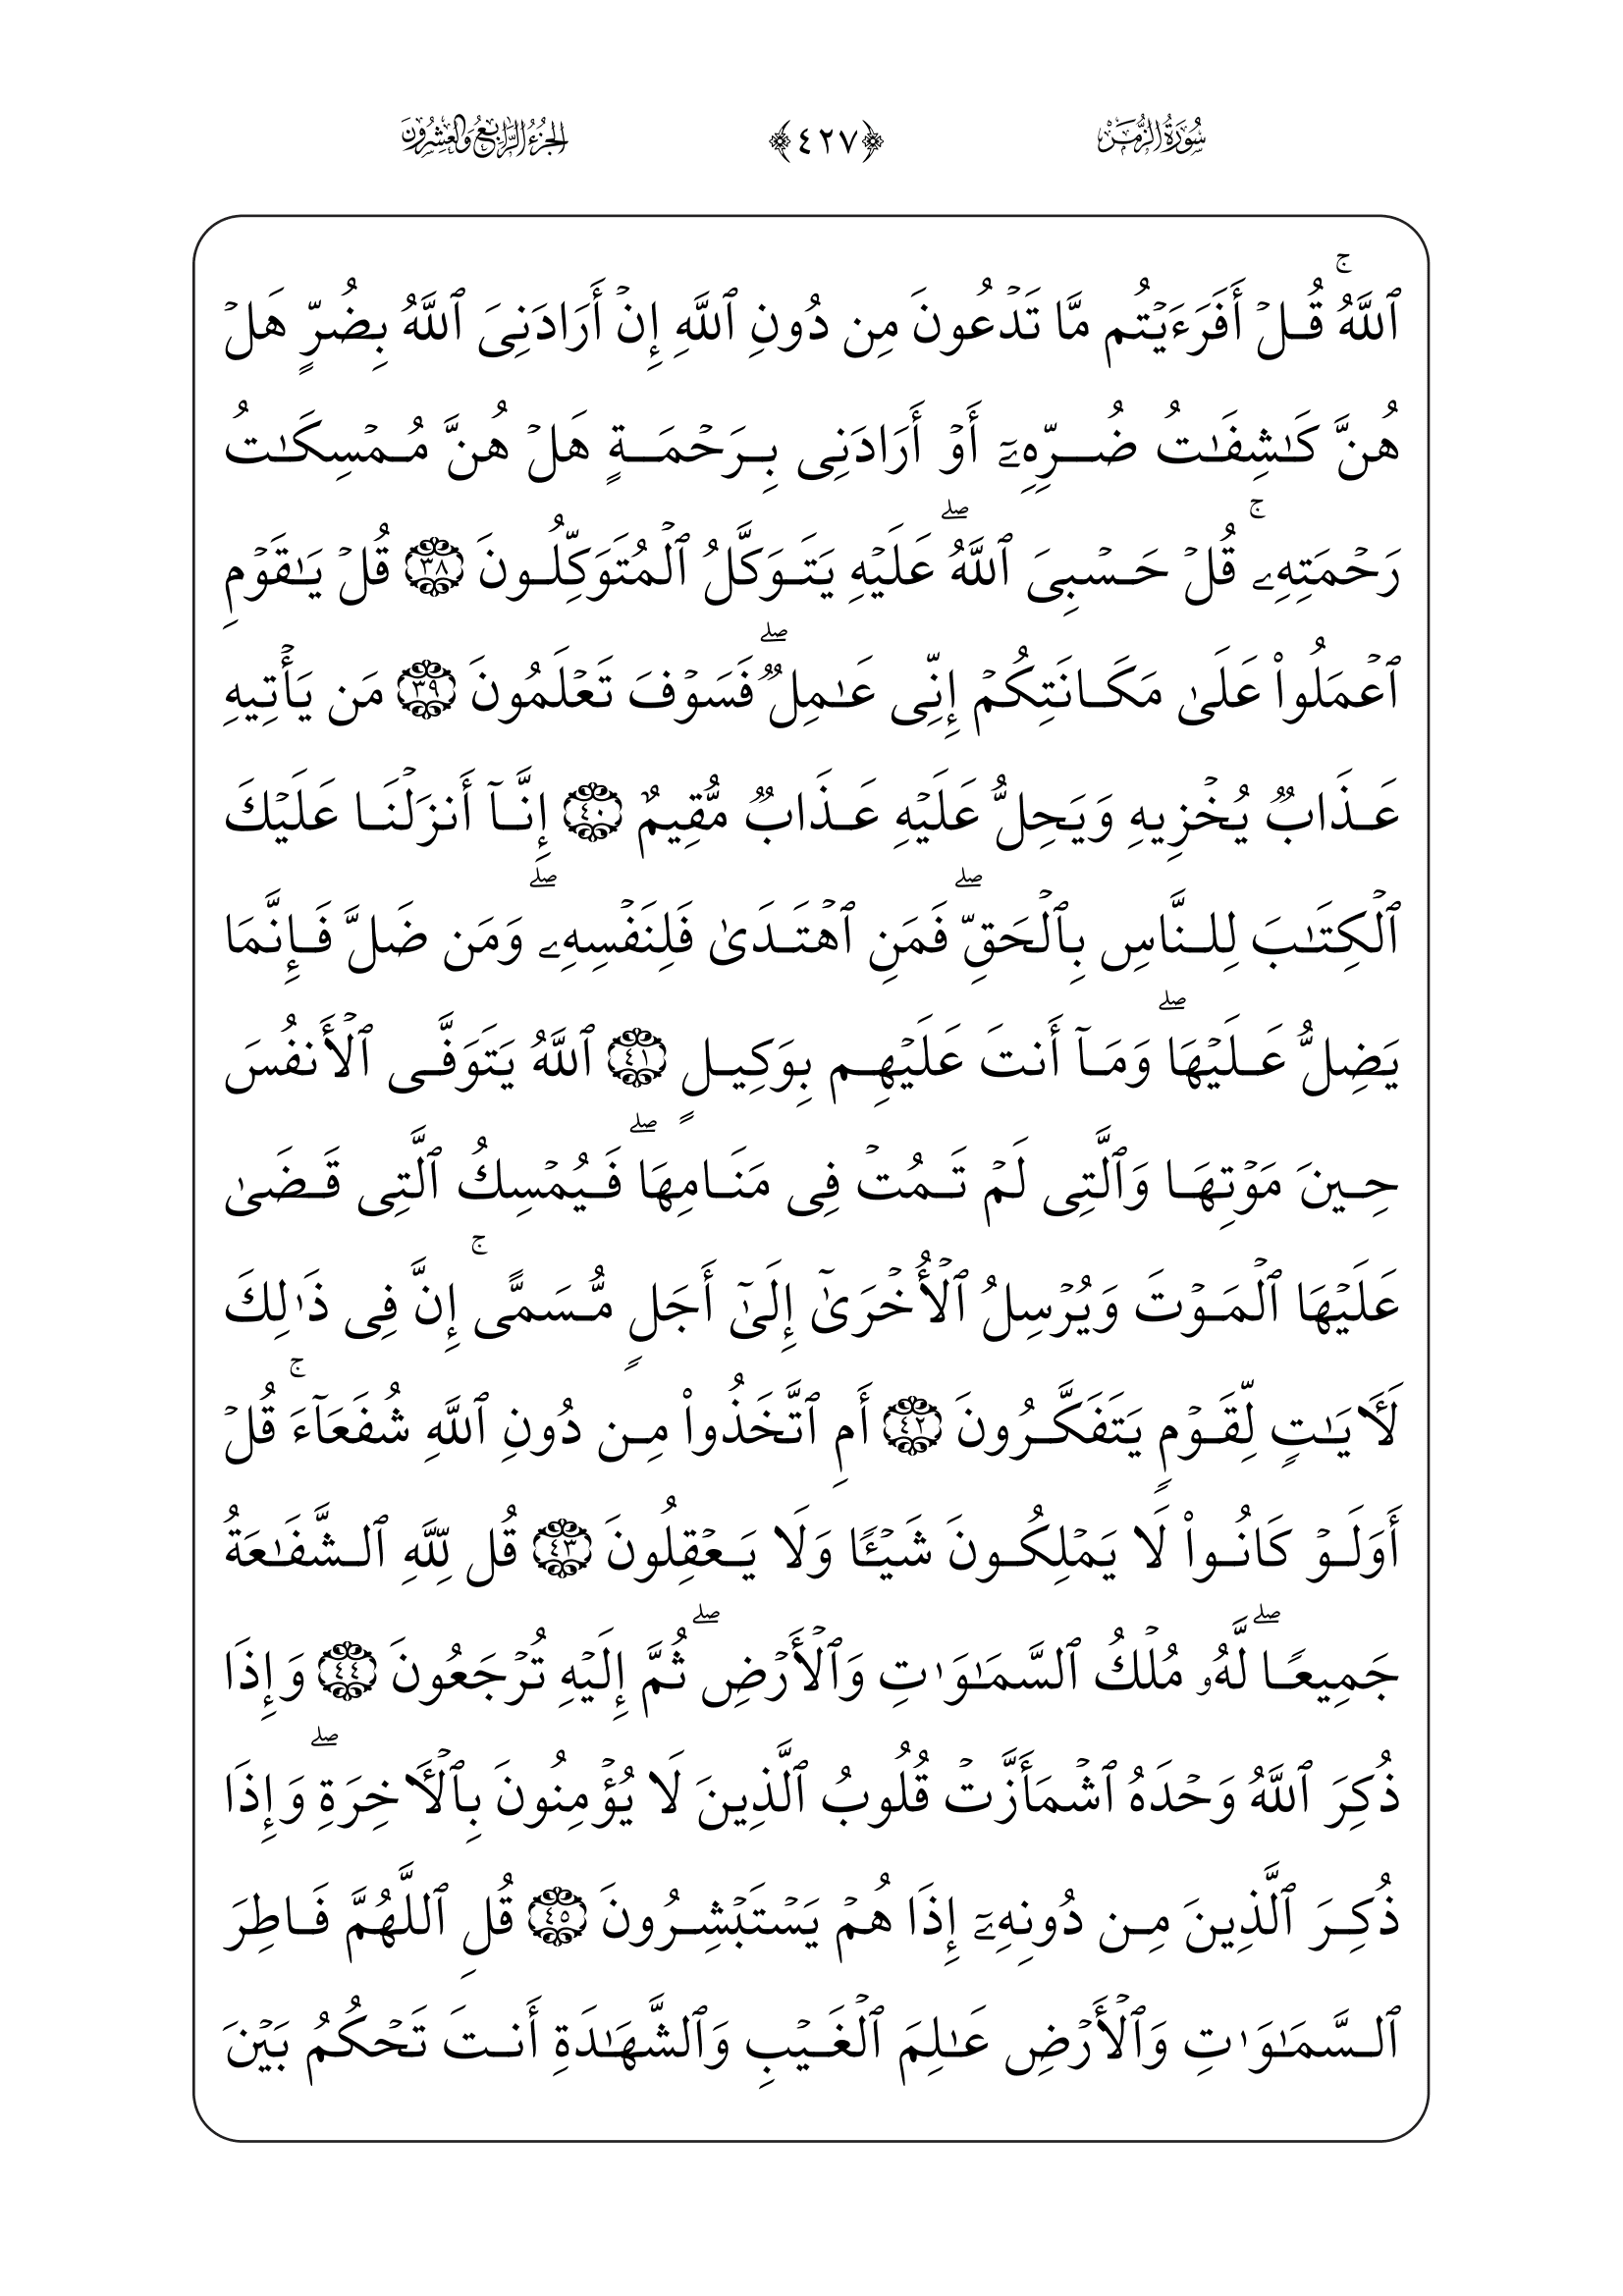 سُورَةُ الزُّمَرِ ﴿٤٢٧﴾ الجُزْءُ الرَّابِعُ وَالعِشْرُونَ
ٱللَّهُۚ قُلۡ أَفَرَءَيۡتُم مَّا تَدۡعُونَ مِن دُونِ ٱللَّهِ إِنۡ أَرَادَنِىَ ٱللَّهُ بِضُرٍّ هَلۡ
هُنَّ كَٰشِفَٰتُ ضُرِّهِۦٓ أَوۡ أَرَادَنِى بِرَحۡمَةٍ هَلۡ هُنَّ مُمۡسِكَٰتُ
رَحۡمَتِهِۦۚ قُلۡ حَسۡبِىَ ٱللَّهُۖ عَلَيۡهِ يَتَوَكَّلُ ٱلۡمُتَوَكِّلُونَ ٣٨ قُلۡ يَٰقَوۡمِ
ٱعۡمَلُوا۟ عَلَىٰ مَكَانَتِكُمۡ إِنِّى عَٰمِلٞۖ فَسَوۡفَ تَعۡلَمُونَ ٣٩ مَن يَأۡتِيهِ
عَذَابٞ يُخۡزِيهِ وَيَحِلُّ عَلَيۡهِ عَذَابٞ مُّقِيمٌ ٤٠ إِنَّآ أَنزَلۡنَا عَلَيۡكَ
ٱلۡكِتَٰبَ لِلنَّاسِ بِٱلۡحَقِّۖ فَمَنِ ٱهۡتَدَىٰ فَلِنَفۡسِهِۦۖ وَمَن ضَلَّ فَإِنَّمَا
يَضِلُّ عَلَيۡهَاۖ وَمَآ أَنتَ عَلَيۡهِم بِوَكِيلٍ ٤١ ٱللَّهُ يَتَوَفَّى ٱلۡأَنفُسَ
حِينَ مَوۡتِهَا وَٱلَّتِى لَمۡ تَمُتۡ فِى مَنَامِهَاۖ فَيُمۡسِكُ ٱلَّتِى قَضَىٰ
عَلَيۡهَا ٱلۡمَوۡتَ وَيُرۡسِلُ ٱلۡأُخۡرَىٰٓ إِلَىٰٓ أَجَلٍ مُّسَمًّىۚ إِنَّ فِى ذَٰلِكَ
لَأٓيَٰتٍ لِّقَوۡمٍ يَتَفَكَّرُونَ ٤٢ أَمِ ٱتَّخَذُوا۟ مِن دُونِ ٱللَّهِ شُفَعَآءَۚ قُلۡ
أَوَلَوۡ كَانُوا۟ لَا يَمۡلِكُونَ شَيۡـًٔا وَلَا يَعۡقِلُونَ ٤٣ قُل لِّلَّهِ ٱلشَّفَٰعَةُ
جَمِيعًاۖ لَّهُۥ مُلۡكُ ٱلسَّمَٰوَٰتِ وَٱلۡأَرۡضِۖ ثُمَّ إِلَيۡهِ تُرۡجَعُونَ ٤٤ وَإِذَا
ذُكِرَ ٱللَّهُ وَحۡدَهُ ٱشۡمَأَزَّتۡ قُلُوبُ ٱلَّذِينَ لَا يُؤۡمِنُونَ بِٱلۡأٓخِرَةِۖ وَإِذَا
ذُكِرَ ٱلَّذِينَ مِن دُونِهِۦٓ إِذَا هُمۡ يَسۡتَبۡشِرُونَ ٤٥ قُلِ ٱللَّهُمَّ فَاطِرَ
ٱلسَّمَٰوَٰتِ وَٱلۡأَرۡضِ عَٰلِمَ ٱلۡغَيۡبِ وَٱلشَّهَٰدَةِ أَنتَ تَحۡكُمُ بَيۡنَ